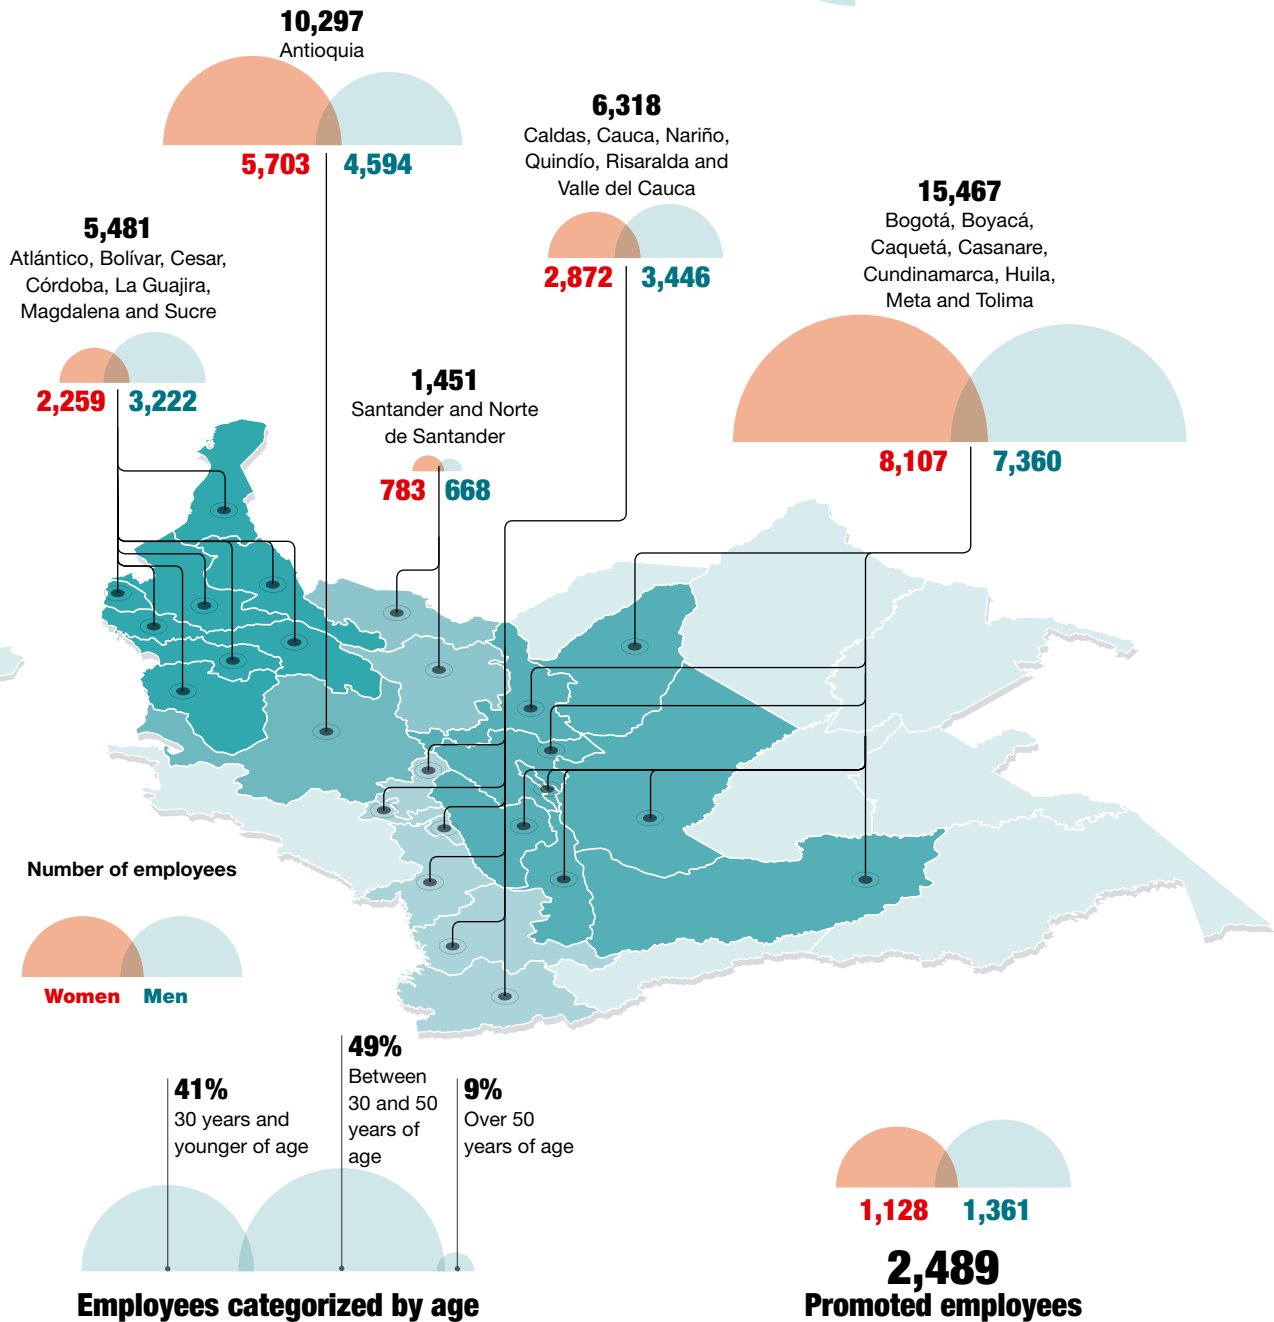 10,297
Antioquia
5,703 4,594
6,318
Caldas, Cauca, Nariño,
Quindío, Risaralda and
Valle del Cauca
2,872 3,446
15,467
Bogotá, Boyacá,
Caquetá, Casanare,
Cundinamarca, Huila,
Meta and Tolima
8,107 7,360
5,481
Atlántico, Bolívar, Cesar,
Córdoba, La Guajira,
Magdalena and Sucre
2,259 3,222
1,451
Santander and Norte
de Santander
783 668
Number of employees
Women Men
41%
30 years and
younger of age
49%
Between
30 and 50
years of
age
9%
Over 50
years of age
Employees categorized by age
1,128 1,361
2,489
Promoted employees